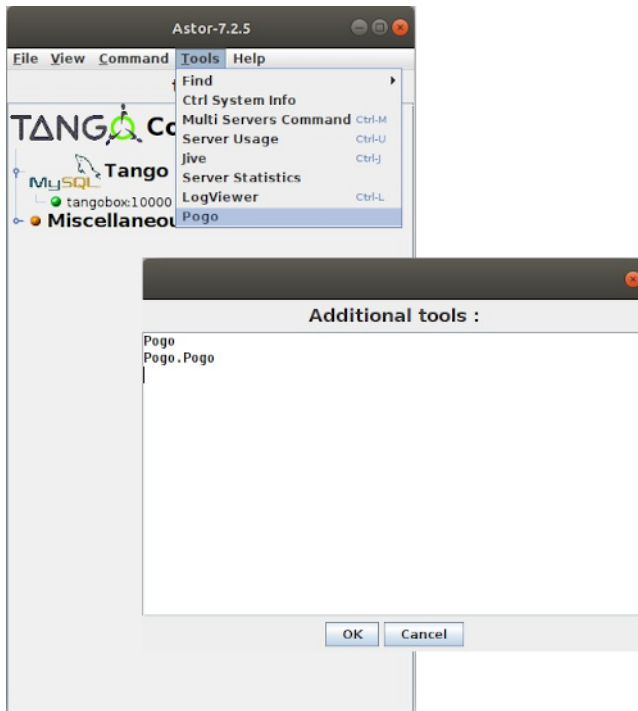 Astor-7.2.5
File View Command Tools Help
Find
Ctrl System Info
Multi Servers Command Ctrl-M
Server Usage Ctrl-U
Jive Ctrl-J
Server Statistics
LogViewer Ctrl-L
Pogo
TANGO Co
MySQL Tango
tangobox:10000
Miscellaneou
Additional tools :
Pogo
Pogo.Pogo
OK Cancel